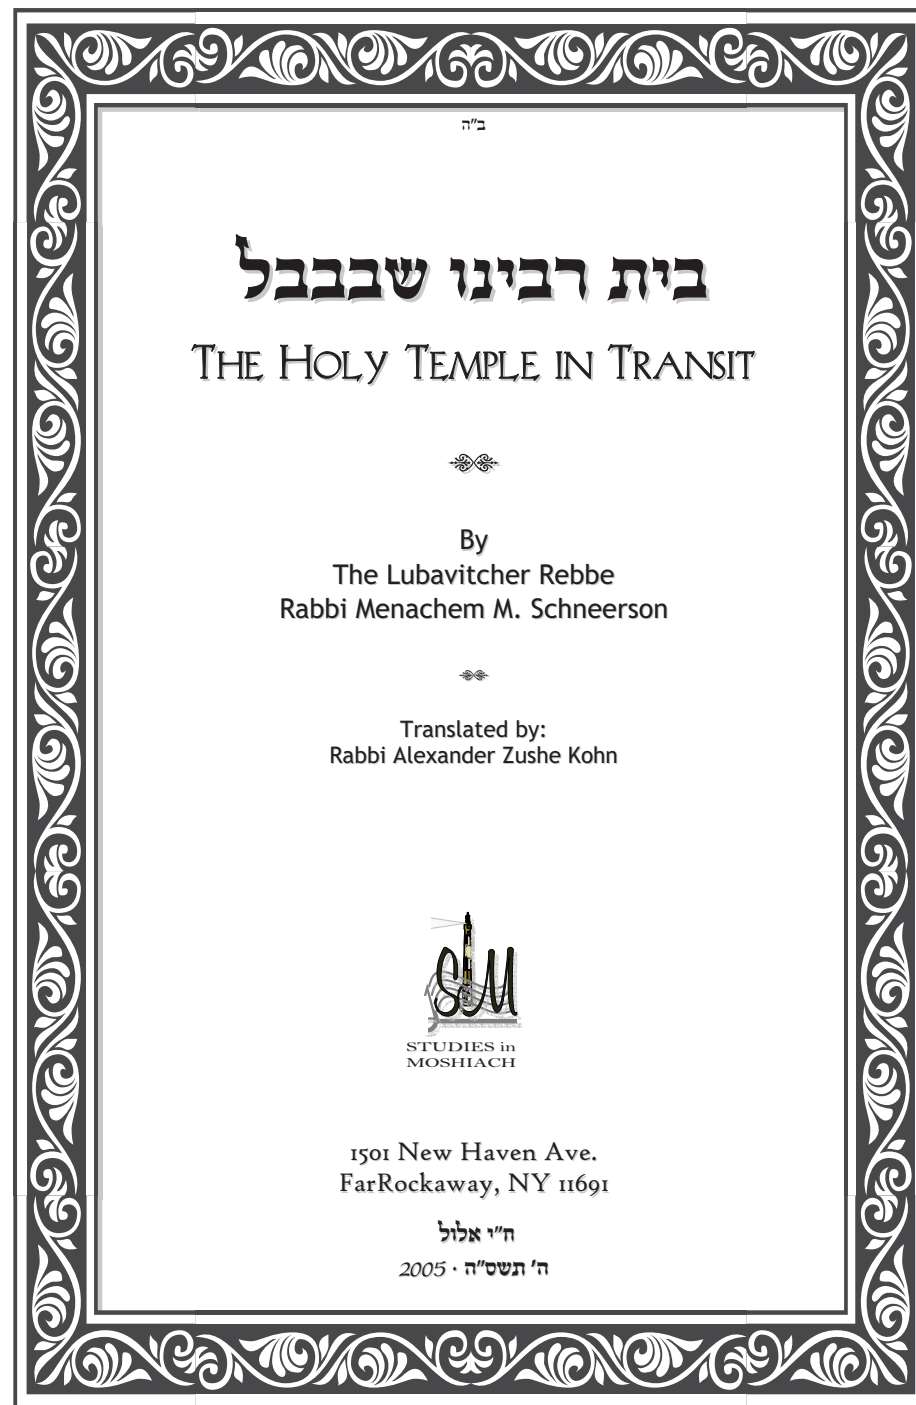 ב"ה
בית רבינו שבבבל
THE HOLY TEMPLE IN TRANSIT
By
The Lubavitcher Rebbe
Rabbi Menachem M. Schneerson
Translated by:
Rabbi Alexander Zushe Kohn
SIM
STUDIES in
MOSHIACH
1501 New Haven Ave.
FarRockaway, NY 11691
ח"י אלול
ה' תשס"ה · 2005